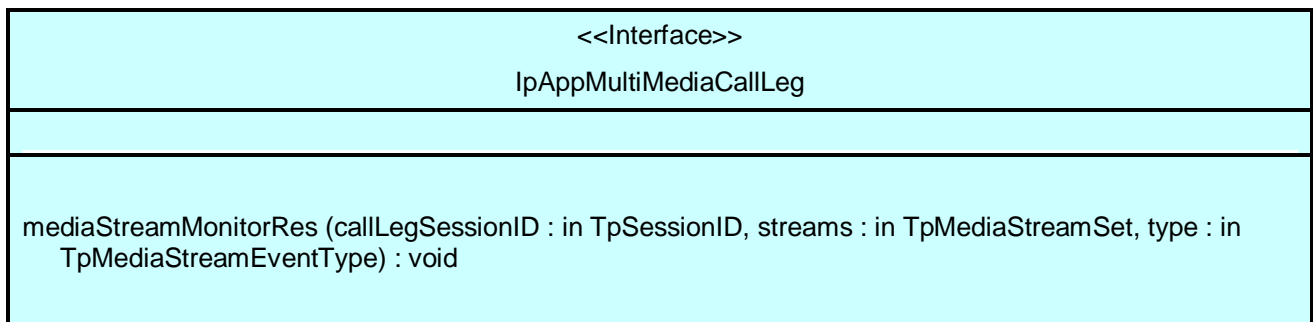 <<Interface>>
IpAppMultiMediaCallLeg
mediaStreamMonitorRes (callLegSessionID : in TpSessionID, streams : in TpMediaStreamSet, type : in
TpMediaStreamEventType) : void